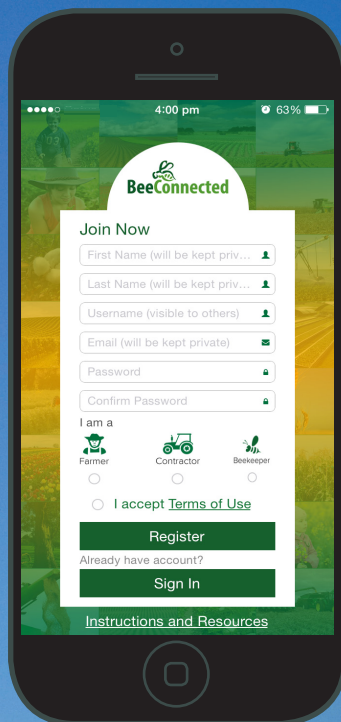 4:00 pm
63%
BeeConnected
Join Now
First Name (will be kept priv...
Last Name (will be kept priv...
Username (visible to others)
Email (will be kept private)
Password
Confirm Password
I am a
Farmer Contractor Beekeeper
I accept Terms of Use
Register
Already have account?
Sign In
Instructions and Resources